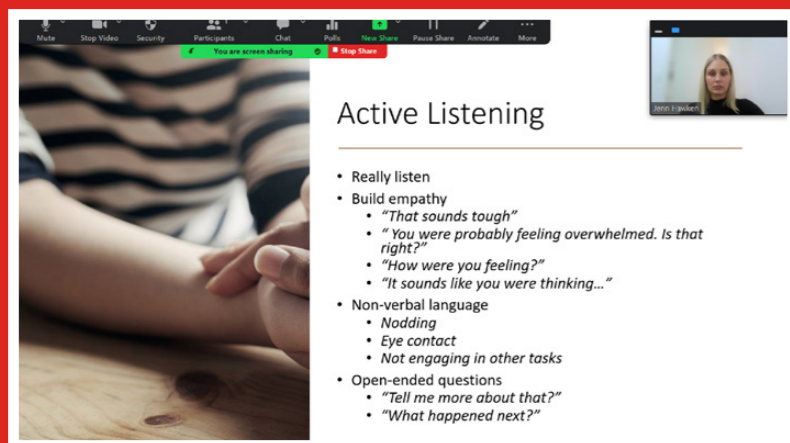 Mute Stop Video Security Participants Chat Polls New Share Pause Share Annotate More
You are screen sharing Stop Share
Jenn Hawken
Active Listening
• Really listen
• Build empathy
• “That sounds tough”
• “ You were probably feeling overwhelmed. Is that
right?”
• “How were you feeling?”
• “It sounds like you were thinking...”
• Non-verbal language
• Nodding
• Eye contact
• Not engaging in other tasks
• Open-ended questions
• “Tell me more about that?”
• “What happened next?”